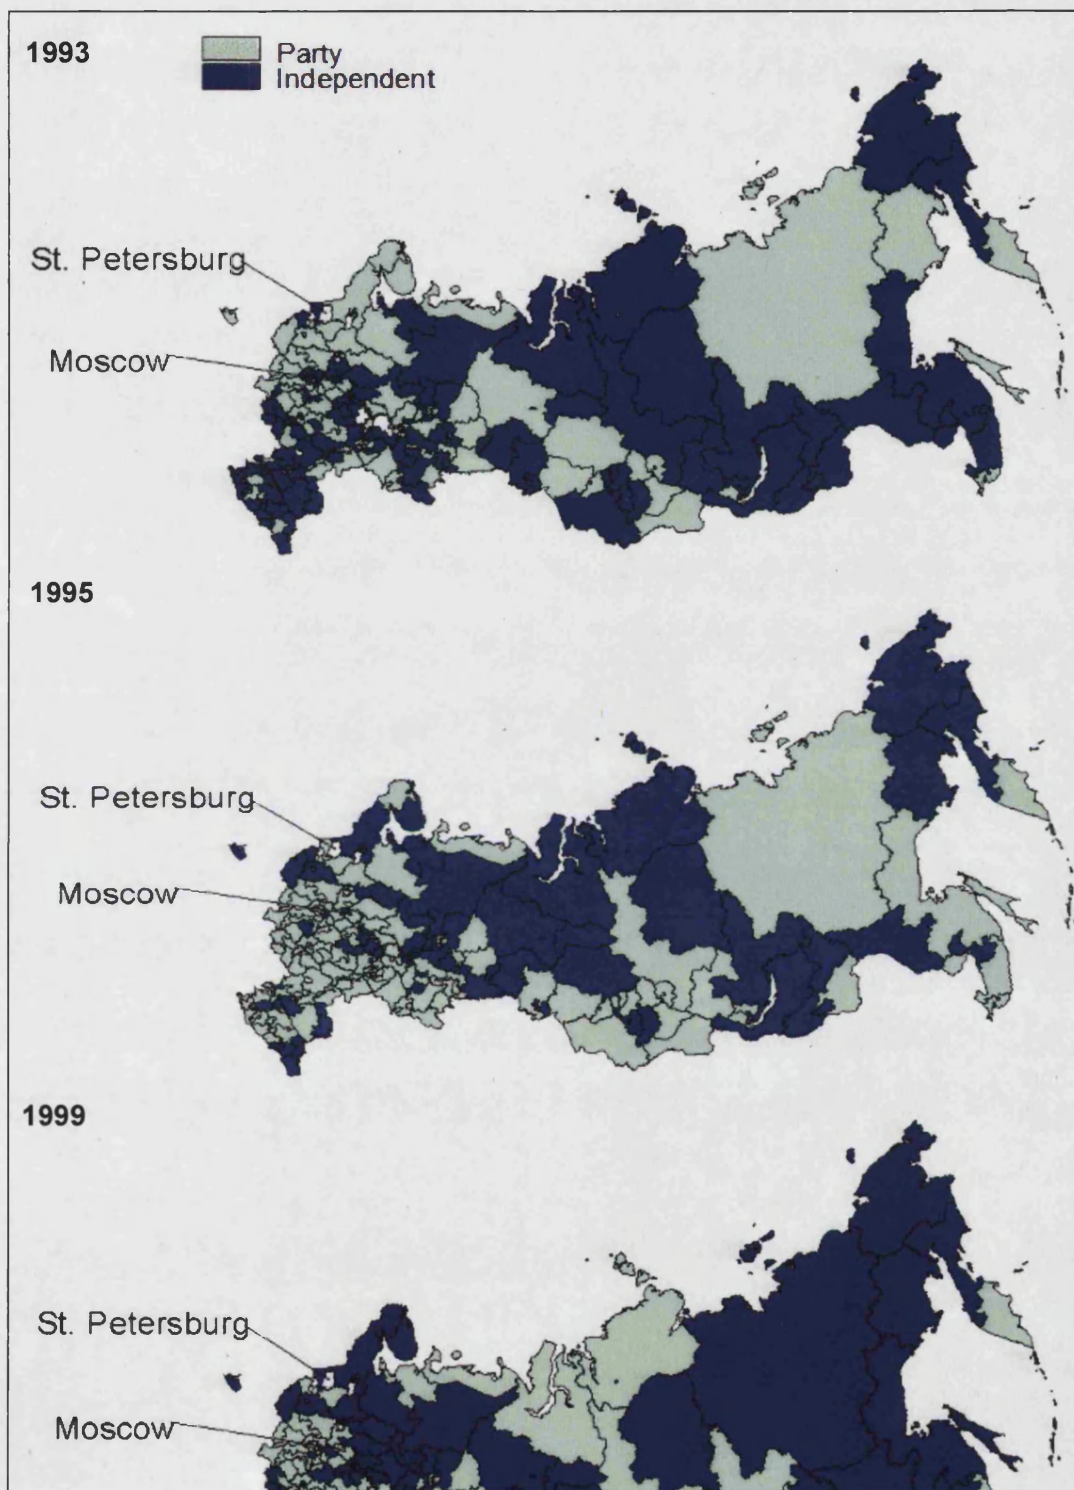 1993
Party
Independent
St. Petersburg
Moscow
1995
St. Petersburg
Moscow
1999
St. Petersburg
Moscow